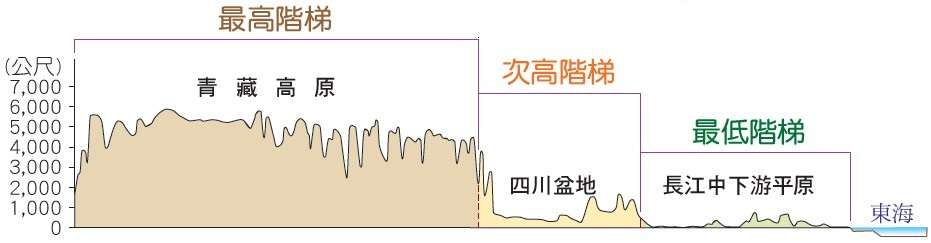 最高階梯
(公尺)
次高階梯
青藏高原
7,000
6,000
5,000
最低階梯
4,000
3,000
2,000
四川盆地
長江中下游平原
1,000
東海
0